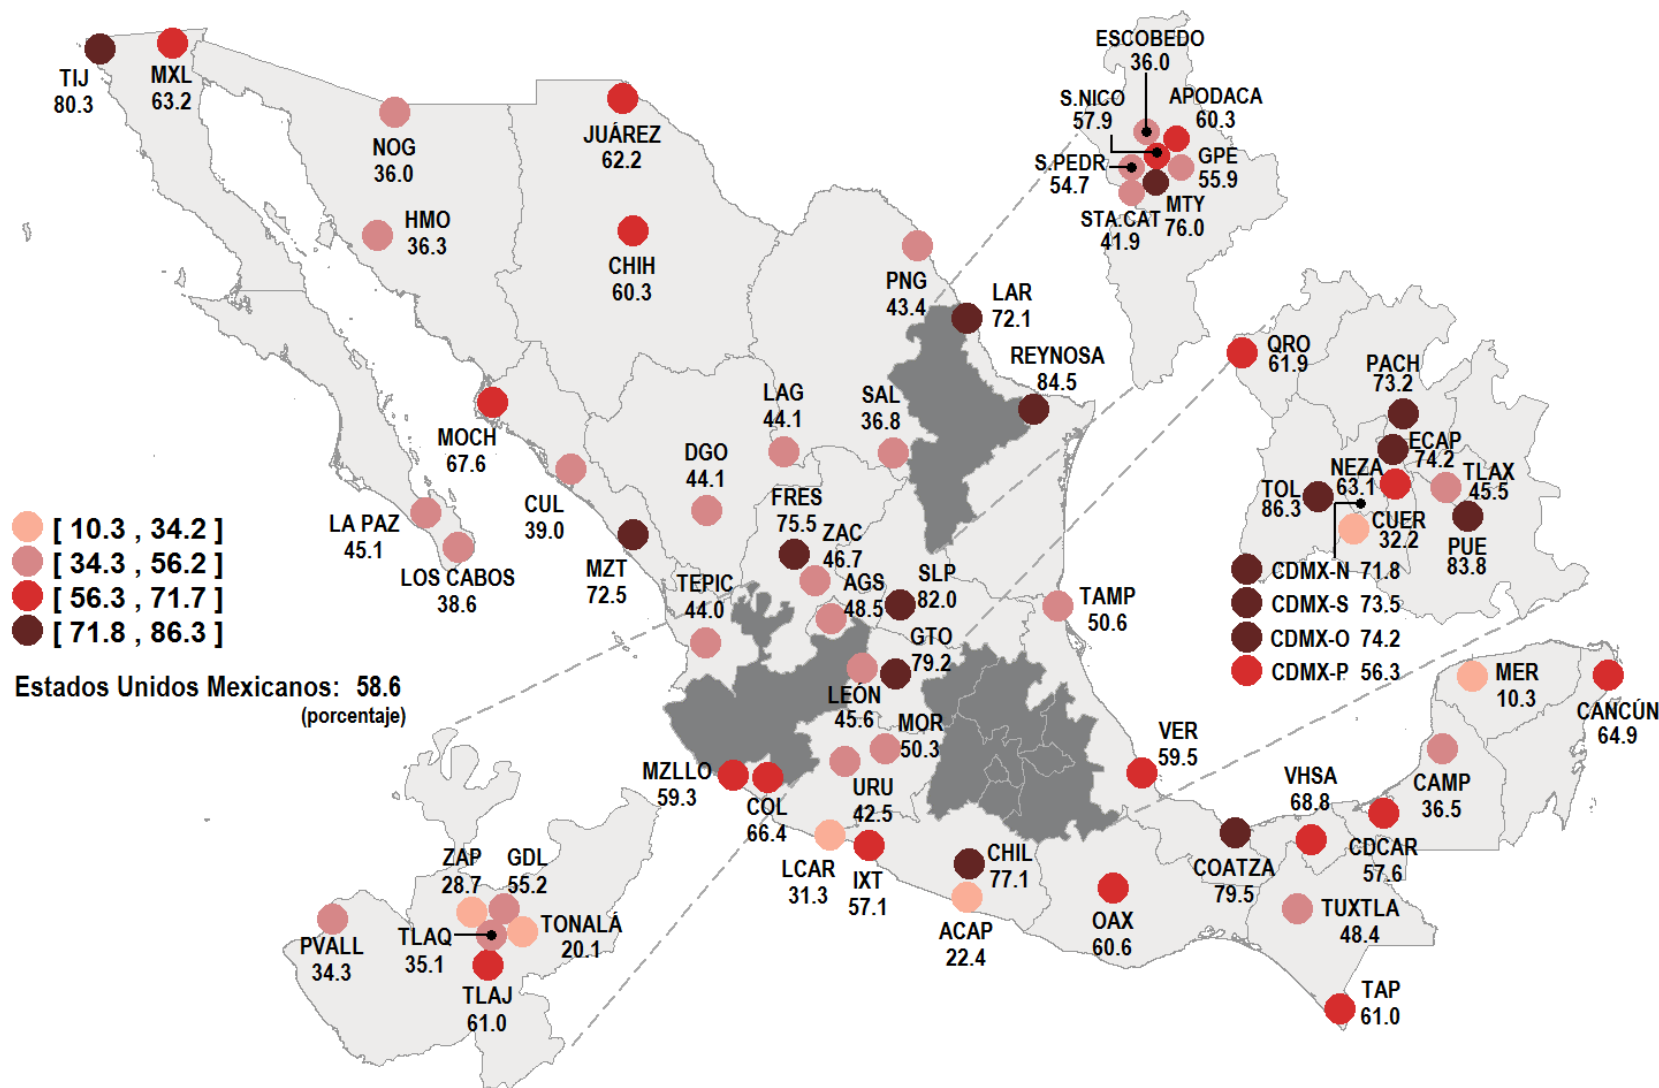 TIJ
80.3
MXL
63.2
NOG
36.0
HMO
36.3
JUÁREZ
62.2
CHIH
60.3
ESCOBEDO
36.0
S.NICO
57.9
APODACA
60.3
S.PEDR
54.7
GPE
55.9
STA.CAT
41.9
MTY
76.0
PNG
43.4
LAR
72.1
REYNOSA
84.5
QRO
61.9
PACH
73.2
ECAP
74.2
NEZA
63.1
TLAX
45.5
TOL
86.3
CUER
32.2
PUE
83.8
CDMX-N 71.8
CDMX-S 73.5
CDMX-O 74.2
CDMX-P 56.3
MOCH
67.6
CUL
39.0
LAG
44.1
SAL
36.8
DGO
44.1
FRES
75.5
ZAC
46.7
LA PAZ
45.1
LOS CABOS
38.6
MZT
72.5
TEPIC
44.0
AGS
48.5
SLP
82.0
TAMP
50.6
GTO
79.2
LEÓN
45.6
MOR
50.3
[ 10.3 , 34.2 ]
[ 34.3 , 56.2 ]
[ 56.3 , 71.7 ]
[ 71.8 , 86.3 ]
Estados Unidos Mexicanos: 58.6
(porcentaje)
MZLLO
59.3
COL
66.4
URU
42.5
LCAR
31.3
IXT
57.1
CHIL
77.1
ACAP
22.4
OAX
60.6
VER
59.5
COATZA
79.5
VHSA
68.8
CDCAR
57.6
TUXTLA
48.4
TAP
61.0
MER
10.3
CANCÚN
64.9
CAMP
36.5
ZAP
28.7
GDL
55.2
TONALÁ
20.1
PVALL
34.3
TLAQ
35.1
TLAJ
61.0